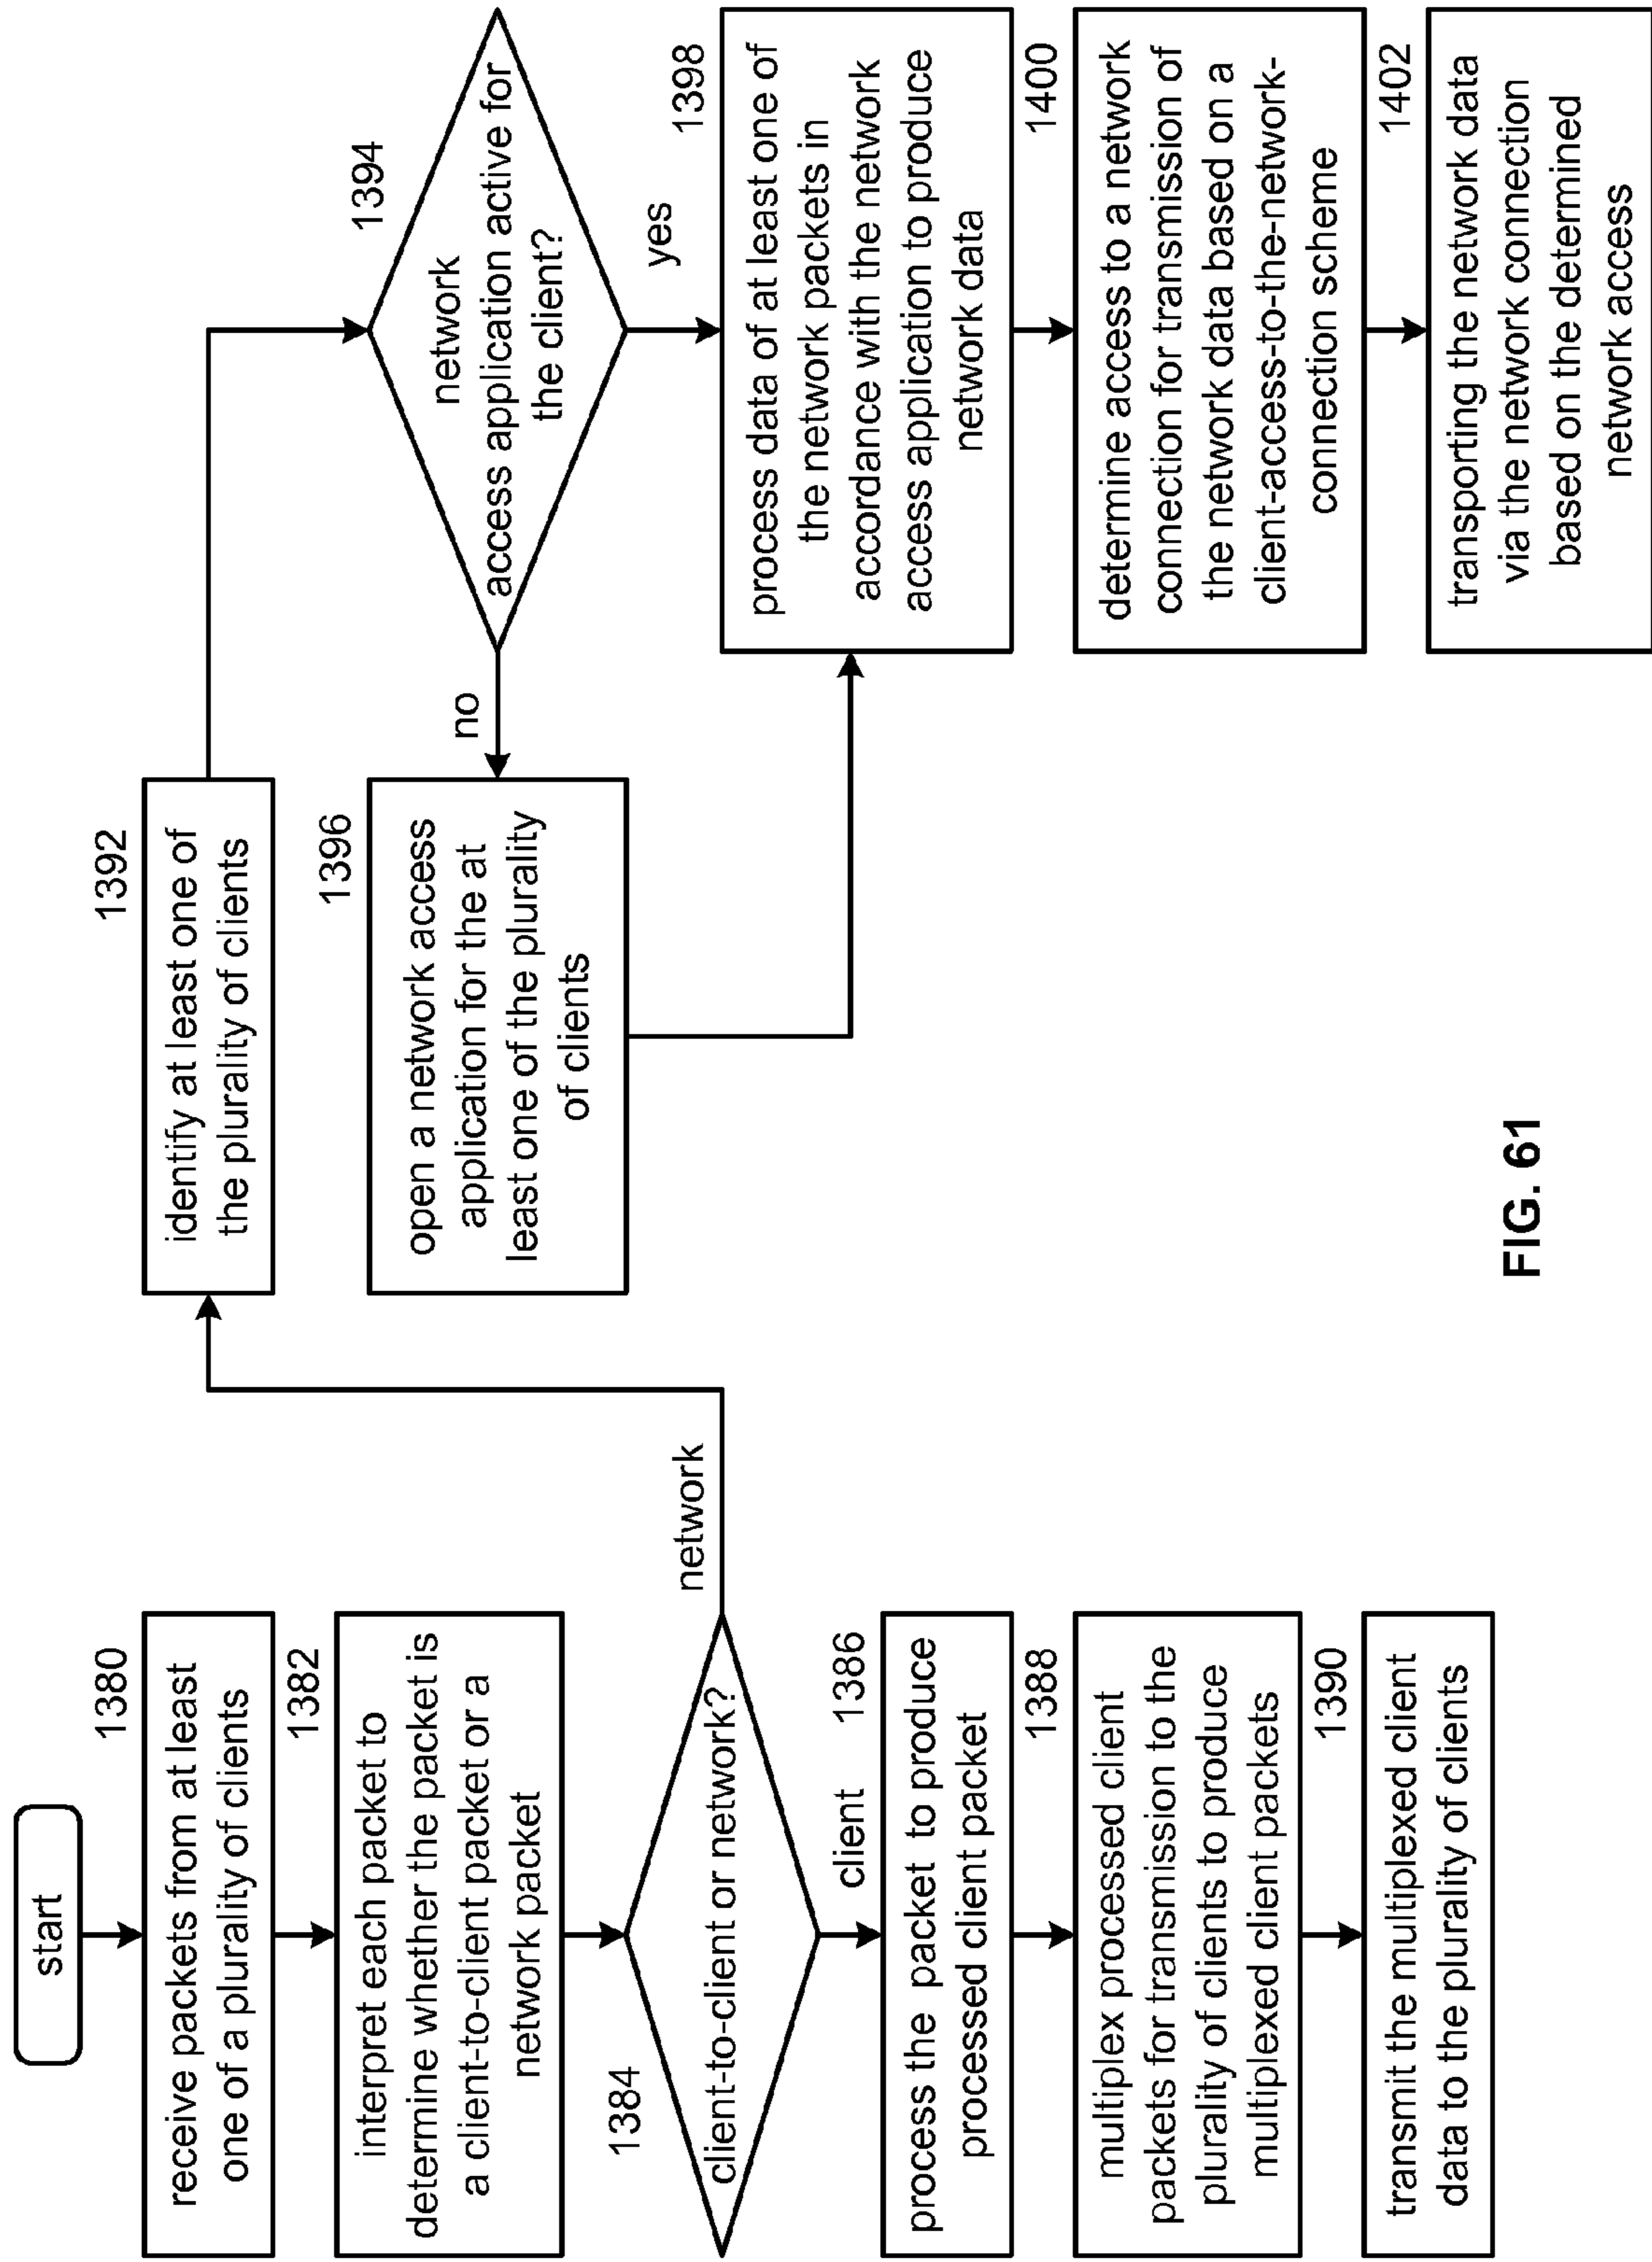 start
1380
receive packets from at least
one of a plurality of clients
1382
interpret each packet to
determine whether the packet is
a client-to-client packet or a
network packet
1384
client-to-client or network?
network
client
1386
process the packet to produce
processed client packet
1388
multiplex processed client
packets for transmission to the
plurality of clients to produce
multiplexed client packets
1390
transmit the multiplexed client
data to the plurality of clients
1392
identify at least one of
the plurality of clients
1394
network
access application active for
the client?
no
yes
1396
open a network access
application for the at
least one of the plurality
of clients
1398
process data of at least one of
the network packets in
accordance with the network
access application to produce
network data
1400
determine access to a network
connection for transmission of
the network data based on a
client-access-to-the-network-
connection scheme
1402
transporting the network data
via the network connection
based on the determined
network access
FIG. 61